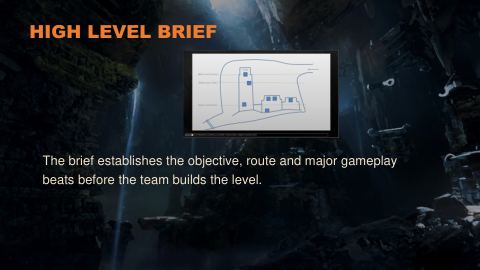 HIGH LEVEL BRIEF
The brief establishes the objective, route and major gameplay
beats before the team builds the level.